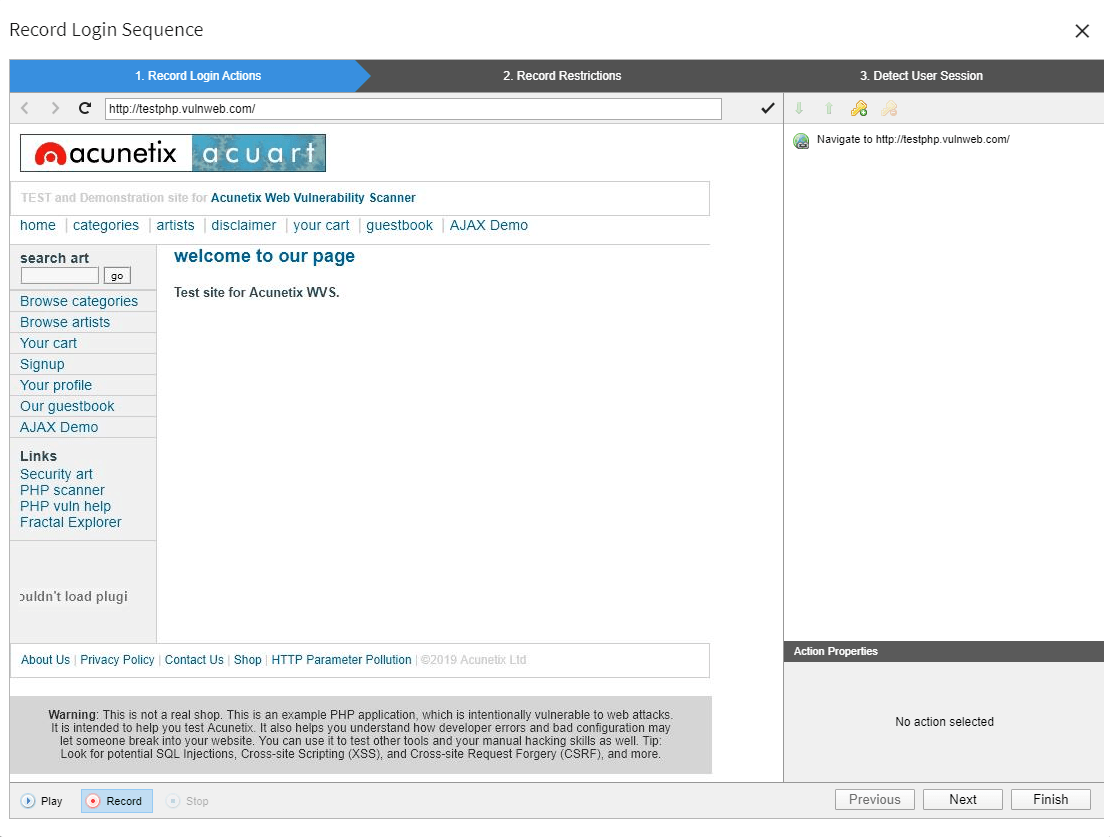 Record Login Sequence
1. Record Login Actions
2. Record Restrictions
3. Detect User Session
http://testphp.vulnweb.com/
Navigate to http://testphp.vulnweb.com/
acunetix acuart
TEST and Demonstration site for Acunetix Web Vulnerability Scanner
home | categories | artists | disclaimer | your cart | guestbook | AJAX Demo
search art
go
Browse categories
Browse artists
Your cart
Signup
Your profile
Our guestbook
AJAX Demo
Links
Security art
PHP scanner
PHP vuln help
Fractal Explorer
ouldn't load plugi
welcome to our page
Test site for Acunetix WVS.
About Us | Privacy Policy | Contact Us | Shop | HTTP Parameter Pollution | ©2019 Acunetix Ltd
Warning: This is not a real shop. This is an example PHP application, which is intentionally vulnerable to web attacks.
It is intended to help you test Acunetix. It also helps you understand how developer errors and bad configuration may
let someone break into your website. You can use it to test other tools and your manual hacking skills as well. Tip:
Look for potential SQL Injections, Cross-site Scripting (XSS), and Cross-site Request Forgery (CSRF), and more.
Action Properties
No action selected
Play
Record
Stop
Previous
Next
Finish